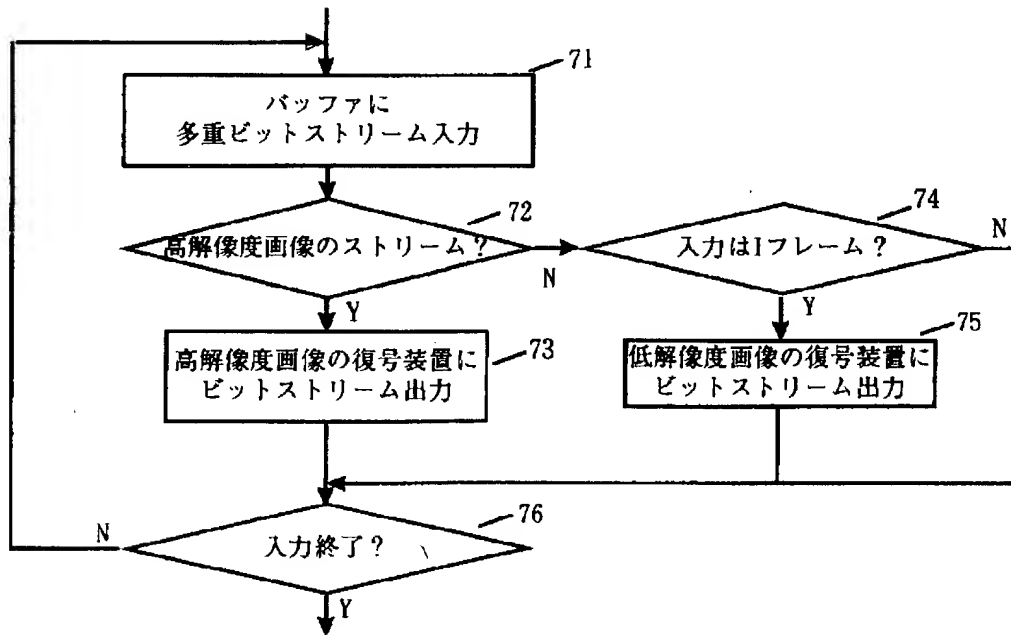 71
バッファに
多重ビットストリーム入力
72
高解像度画像のストリーム?
N
Y
74
入力はIフレーム?
N
Y
73
高解像度画像の復号装置に
ビットストリーム出力
75
低解像度画像の復号装置に
ビットストリーム出力
76
入力終了?
N
Y